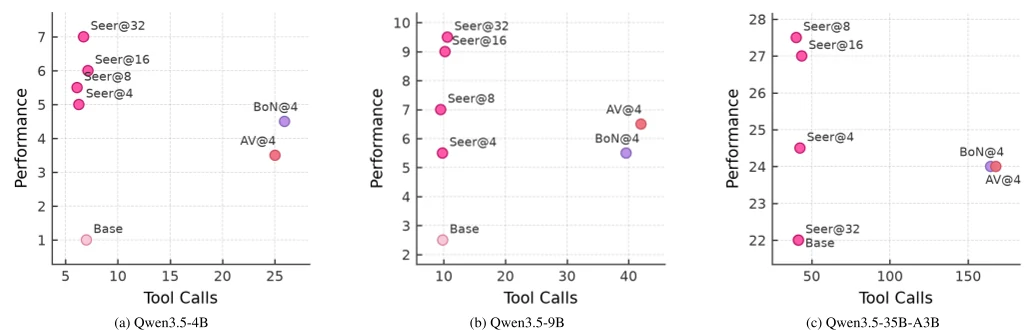 Performance
7
6
5
4
3
2
1
Seer@32
Seer@16
Seer@8
Seer@4
BoN@4
AV@4
Base
5
10
15
20
25
Tool Calls
(a) Qwen3.5-4B
Performance
10
9
8
7
6
5
4
3
2
Seer@32
Seer@16
Seer@8
AV@4
Seer@4
BoN@4
Base
10
20
30
40
Tool Calls
(b) Qwen3.5-9B
Performance
28
27
26
25
24
23
22
Seer@8
Seer@16
Seer@4
BoN@4
AV@4
Seer@32
Base
50
100
150
Tool Calls
(c) Qwen3.5-35B-A3B